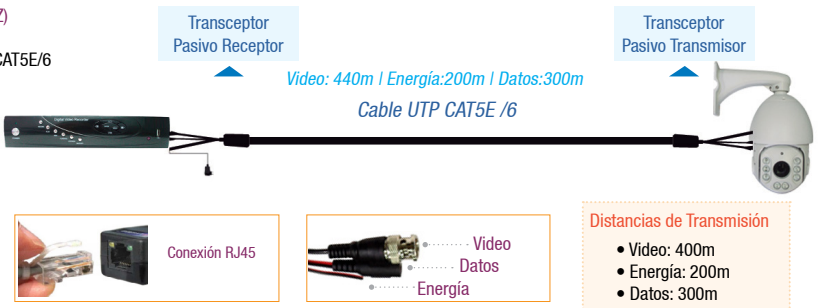 Z)
CAT5E/6
Transceptor
Pasivo Receptor
Transceptor
Pasivo Transmisor
Video: 440m / Energía:200m / Datos:300m
Cable UTP CAT5E /6
Conexión RJ45
Video
Datos
Energía
Distancias de Transmisión
• Video: 400m
• Energía: 200m
• Datos: 300m